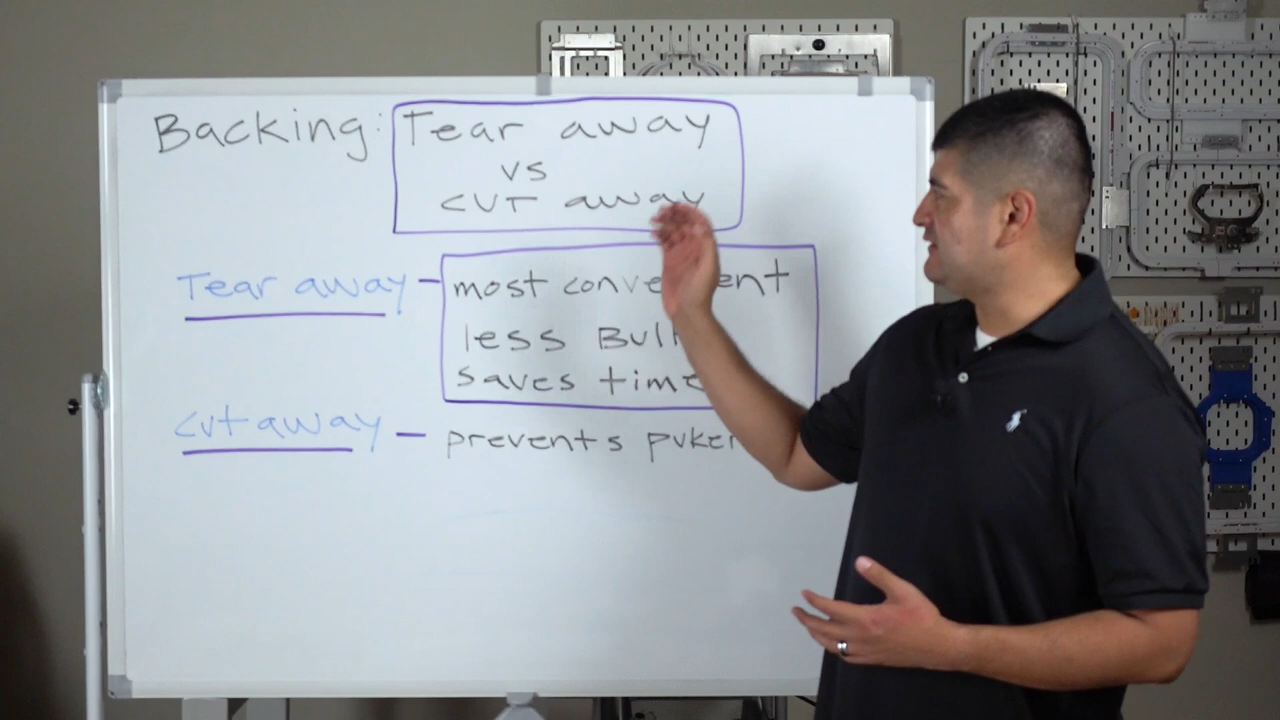 Backing: Tear away
vs
cut away
Tear away - most
less
saves
cut away - prevents